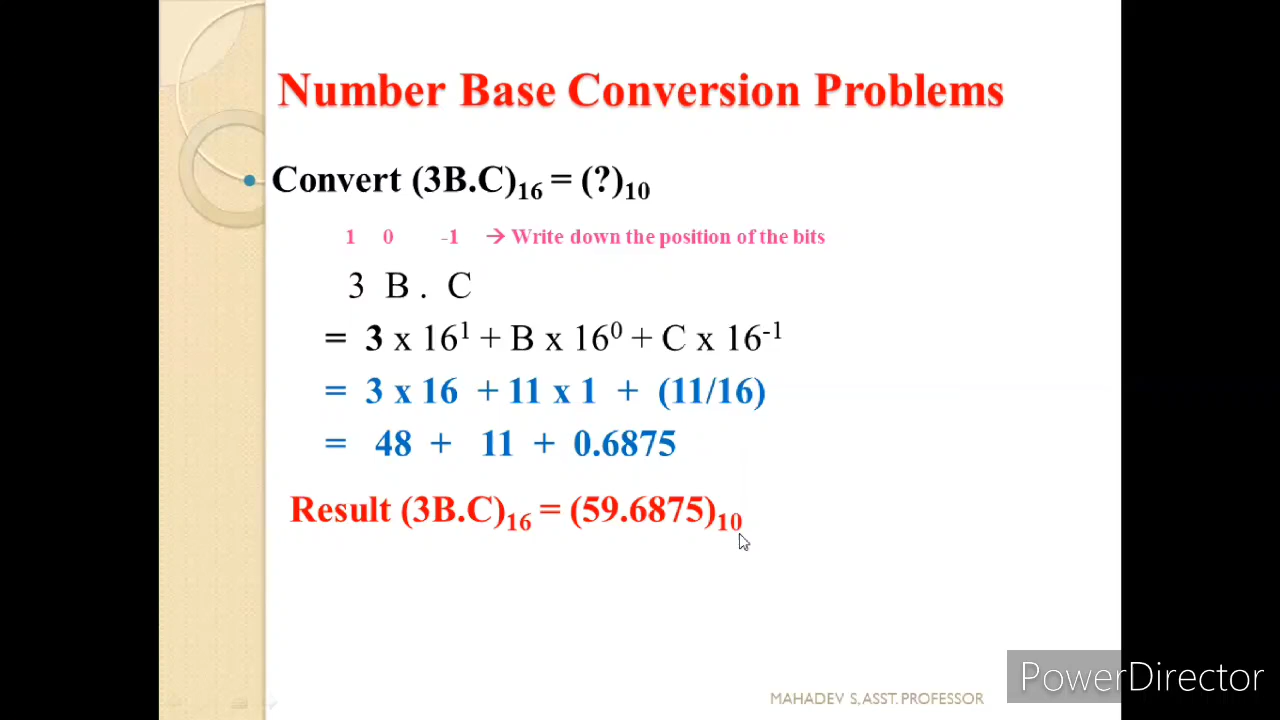 Number Base Conversion Problems
• Convert (3B.C)₁₆ = (?)₁₀
1 0 -1 → Write down the position of the bits
3 B . C
= 3 x 16¹ + B x 16⁰ + C x 16⁻¹
= 3 x 16 + 11 x 1 + (11/16)
= 48 + 11 + 0.6875
Result (3B.C)₁₆ = (59.6875)₁₀
MAHADEV S, ASST. PROFESSOR
PowerDirector